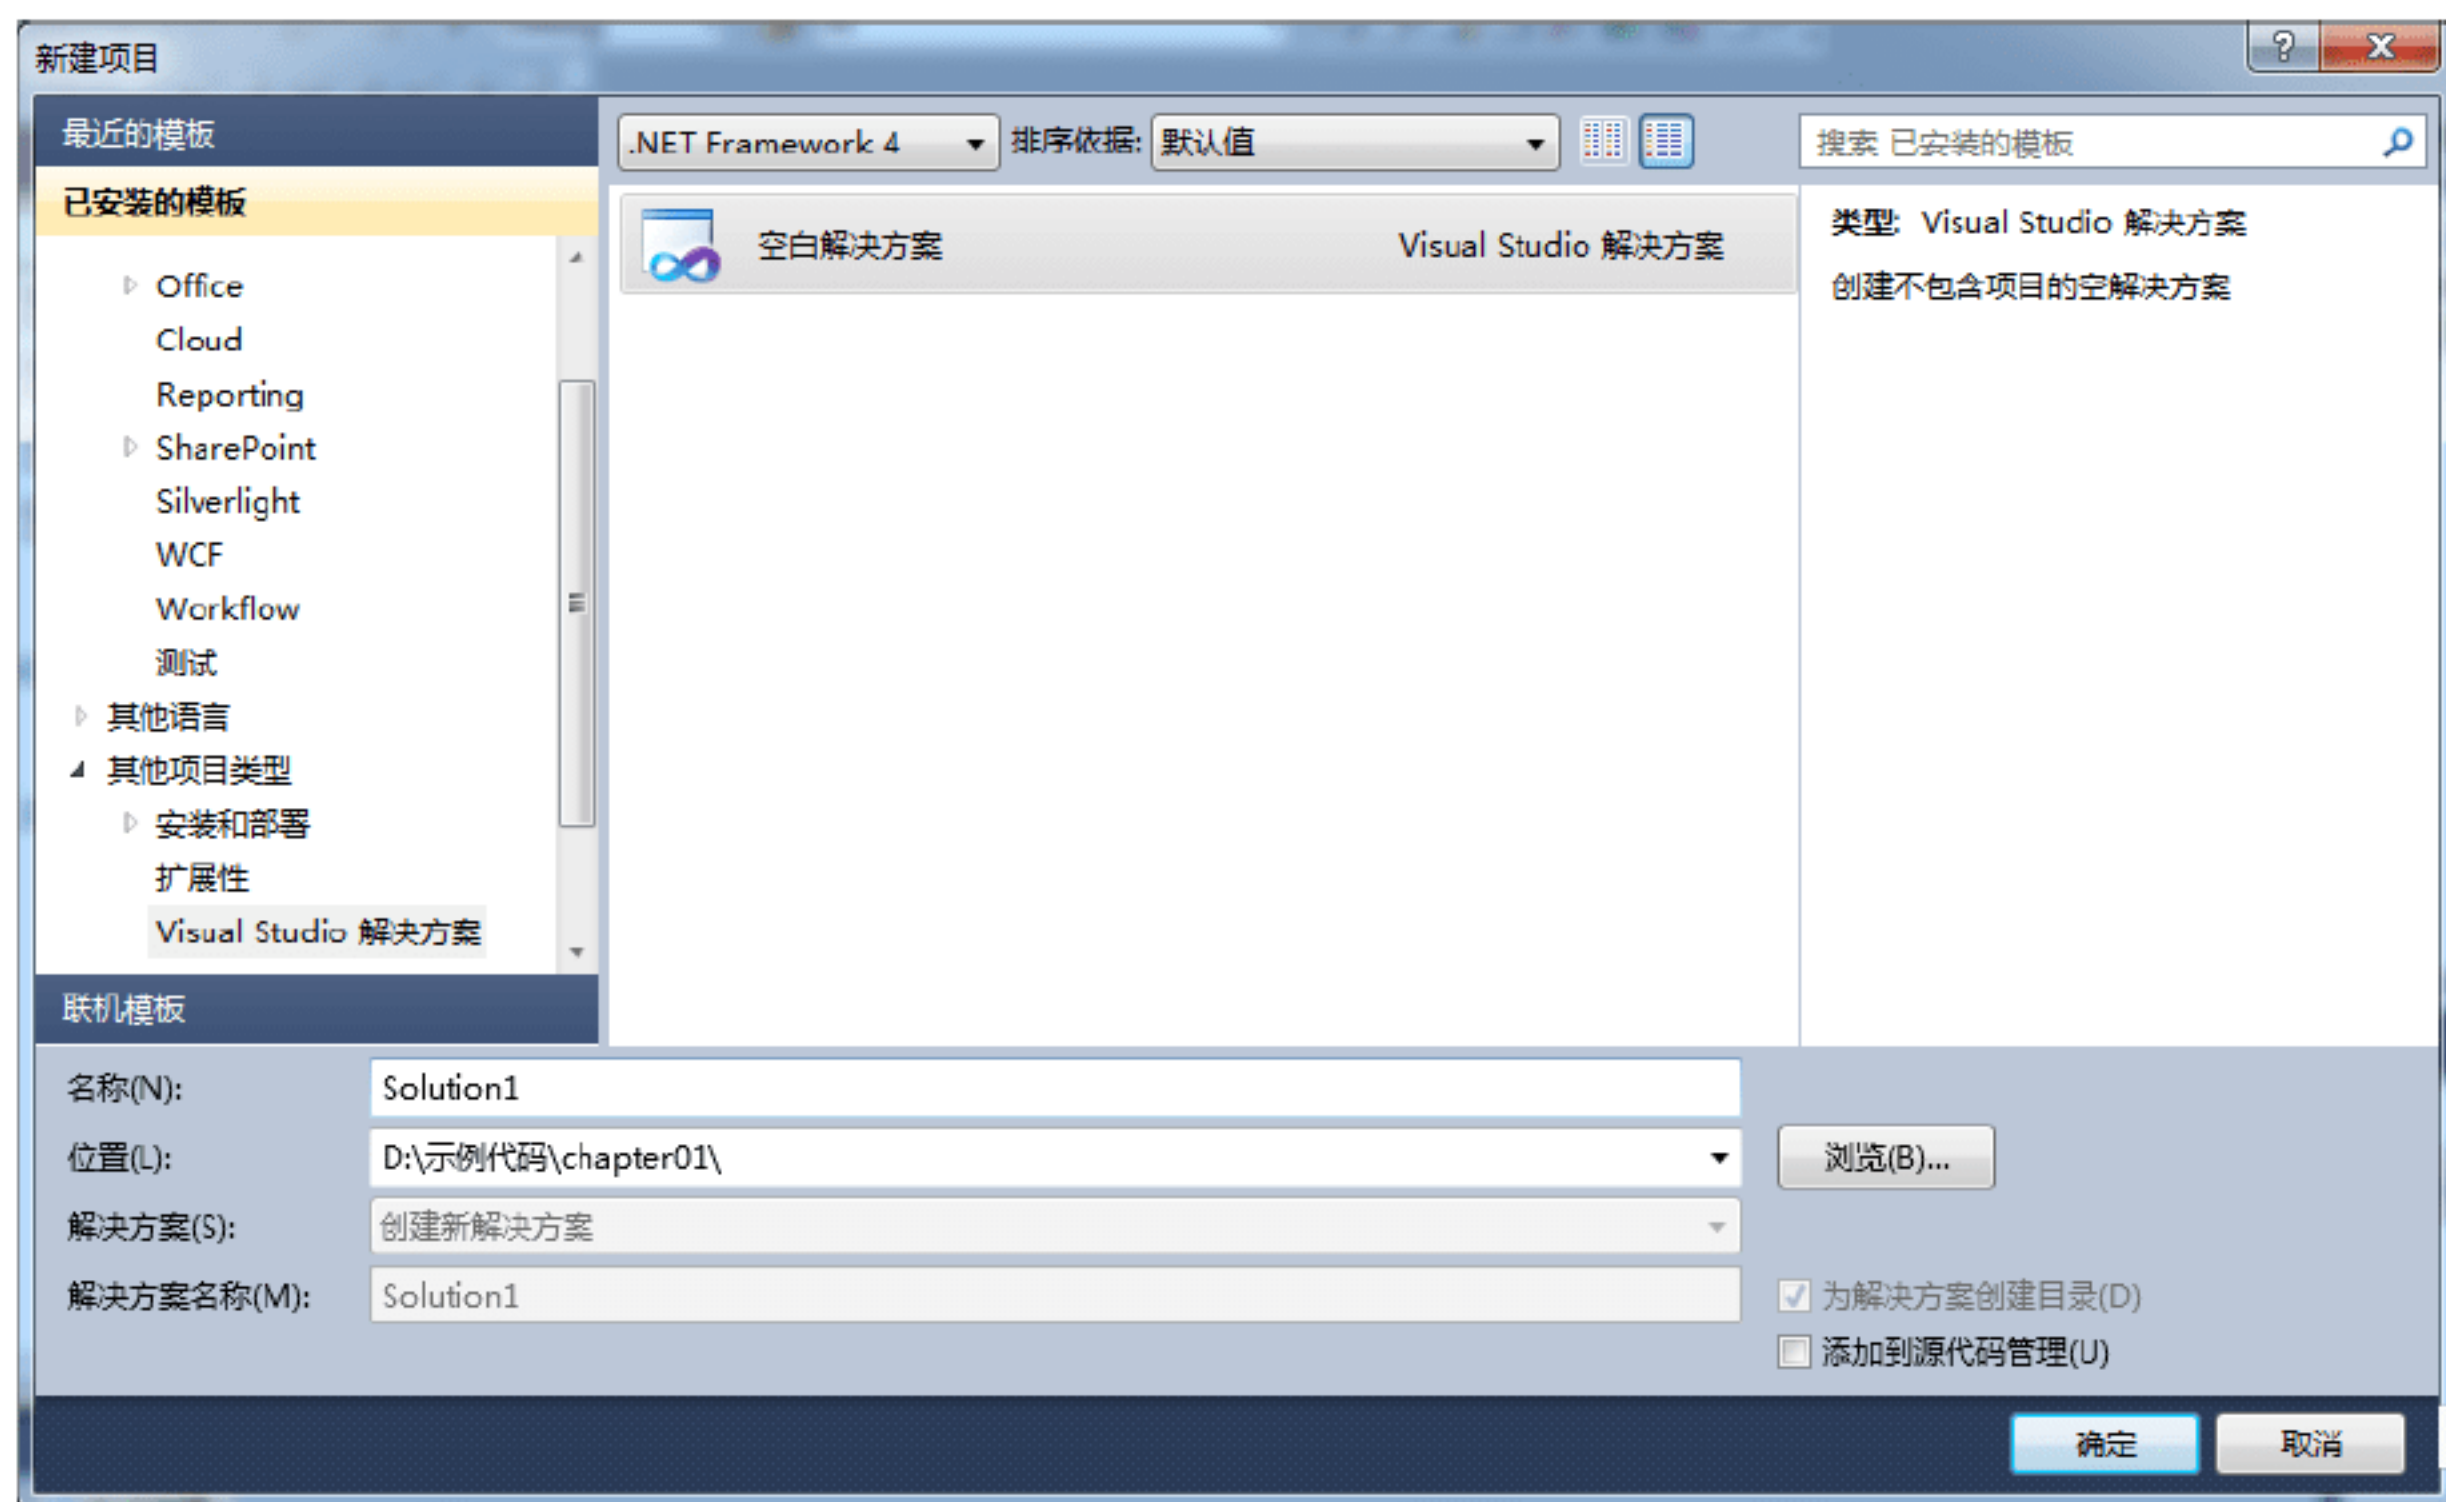 新建项目
最近的模板
.NET Framework 4
排序依据:
默认值
搜索 已安装的模板
已安装的模板
Office
Cloud
Reporting
SharePoint
Silverlight
WCF
Workflow
测试
其他语言
其他项目类型
安装和部署
扩展性
Visual Studio 解决方案
联机模板
空白解决方案
Visual Studio 解决方案
类型: Visual Studio 解决方案
创建不包含项目的空解决方案
名称(N):
Solution1
位置(L):
D:\示例代码\chapter01\
浏览(B)...
解决方案(S):
创建新解决方案
解决方案名称(M):
Solution1
为解决方案创建目录(D)
添加到源代码管理(U)
确定
取消